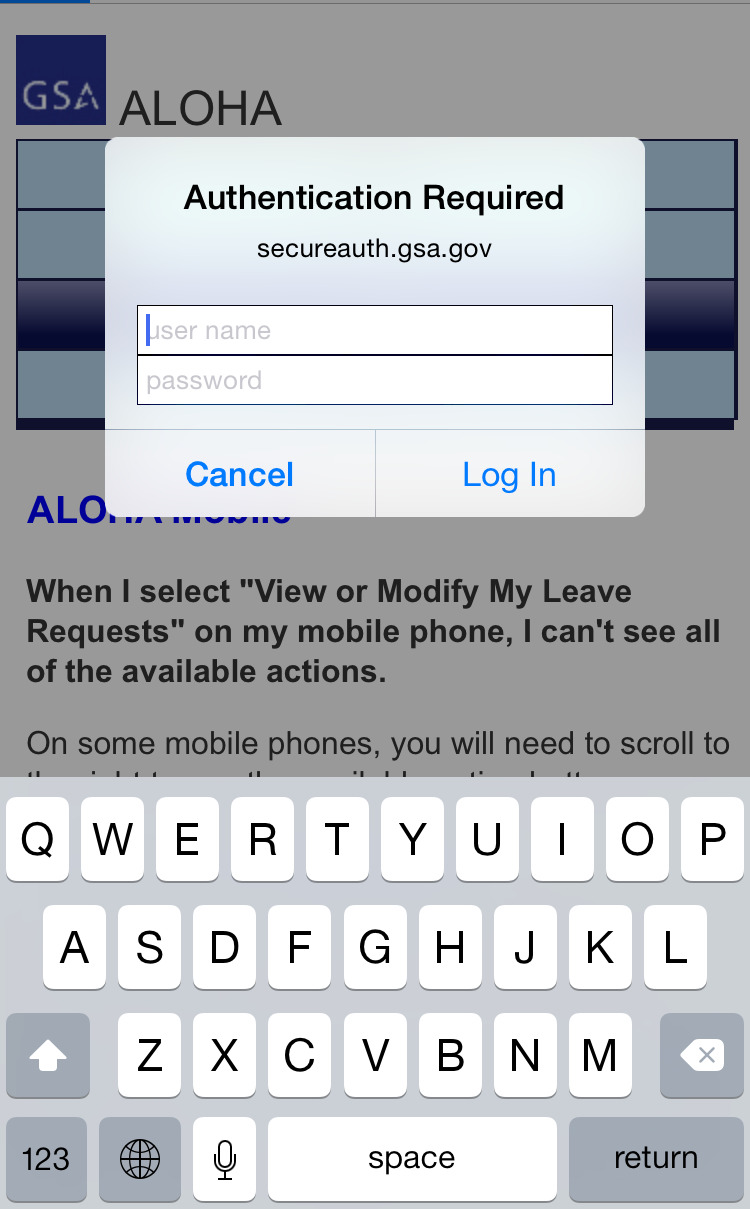 GSA ALOHA
Authentication Required
secureauth.gsa.gov
user name
password
Cancel Log In
ALOHA Mobile
When I select "View or Modify My Leave
Requests" on my mobile phone, I can't see all
of the available actions.
On some mobile phones, you will need to scroll to
Q W E R T Y U I O P
A S D F G H J K L
Z X C V B N M
123 space return